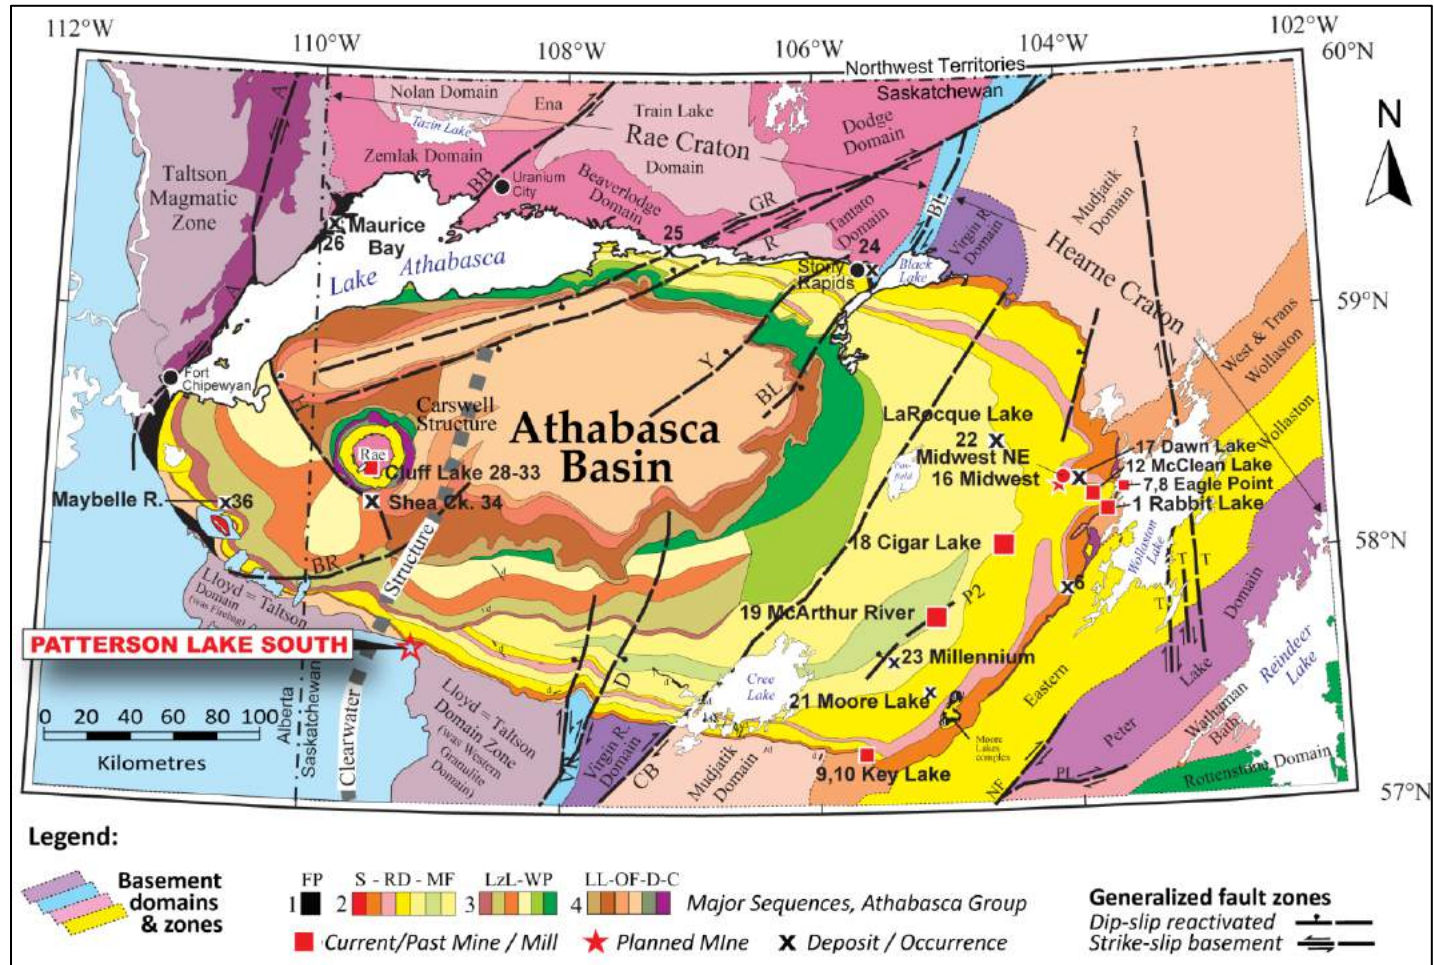 112°W
110°W
108°W
106°W
104°W
102°W
60°N
Northwest Territories
Saskatchewan
Nolan Domain
Ena
Tazin Lake
Train Lake
Domain
Rae Craton
Dodge
Domain
Zemlak Domain
BB
Uranium
City
Beaverlodge
Domain
GR
R
Tantato
Domain
BL
Virgin R.
Domain
Mudjatik
Domain
?
N
Taltson
Magmatic
Zone
A
A
Maurice
Bay
26
25
24
Lake Athabasca
Stony
Rapids
Black
Lake
?
Hearne Craton
59°N
West & Trans
Wollaston
Wollaston
Fort
Chipewyan
H
Carswell
Structure
Y
BL
Athabasca
Basin
Rae
Cluff Lake 28-33
Shea Ck. 34
Maybelle R.
36
LaRocque Lake
22
Midwest NE
16 Midwest
17 Dawn Lake
12 McClean Lake
7,8 Eagle Point
1 Rabbit Lake
58°N
18 Cigar Lake
Wollaston
Lake
T
T
T
6
BR
Structure
Lloyd = Taltson
Domain
PATTERSON LAKE SOUTH
19 McArthur River
P2
23 Millennium
21 Moore Lake
Cree
Lake
D
Moore
Lakes
complex
Eastern
Domain
Lake
Peter
Reindeer
Lake
Wathaman
Bath
Rottenstone Domain
PL
NF
57°N
0 20 40 60 80 100
Kilometres
Alberta
Saskatchewan
Clearwater
Lloyd = Taltson
Domain Zone
(was Western
Granulite
Domain)
Virgin R.
Domain
CB
Mudjatik
Domain
9,10 Key Lake
Legend:
Basement
domains
& zones
FP
S - RD - MF
LzL-WP
LL-OF-D-C
1
2
3
4
Major Sequences, Athabasca Group
Current/Past Mine / Mill
Planned MIne
x Deposit / Occurrence
Generalized fault zones
Dip-slip reactivated
Strike-slip basement